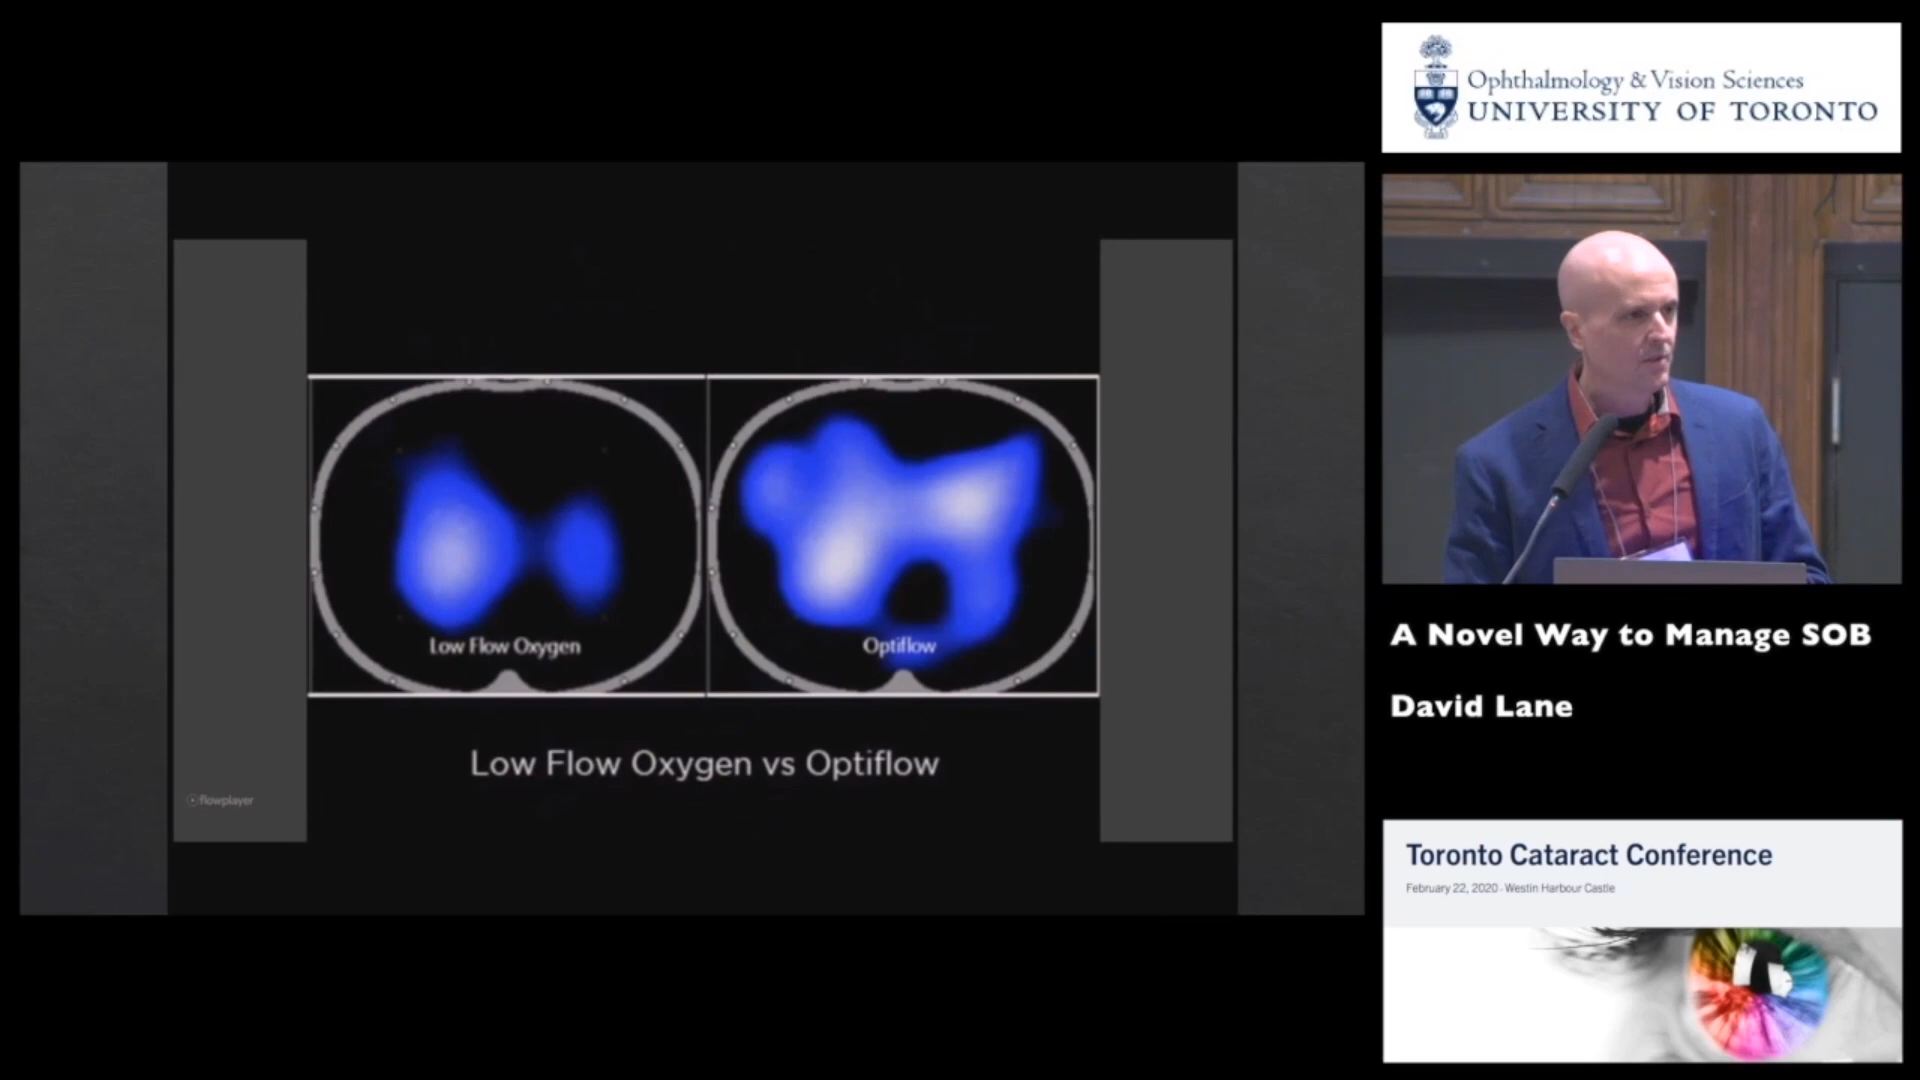 Ophthalmology & Vision Sciences
UNIVERSITY OF TORONTO
Low Flow Oxygen
Optiflow
Low Flow Oxygen vs Optiflow
flowplayer
A Novel Way to Manage SOB
David Lane
Toronto Cataract Conference
February 22, 2020 - Westin Harbour Castle